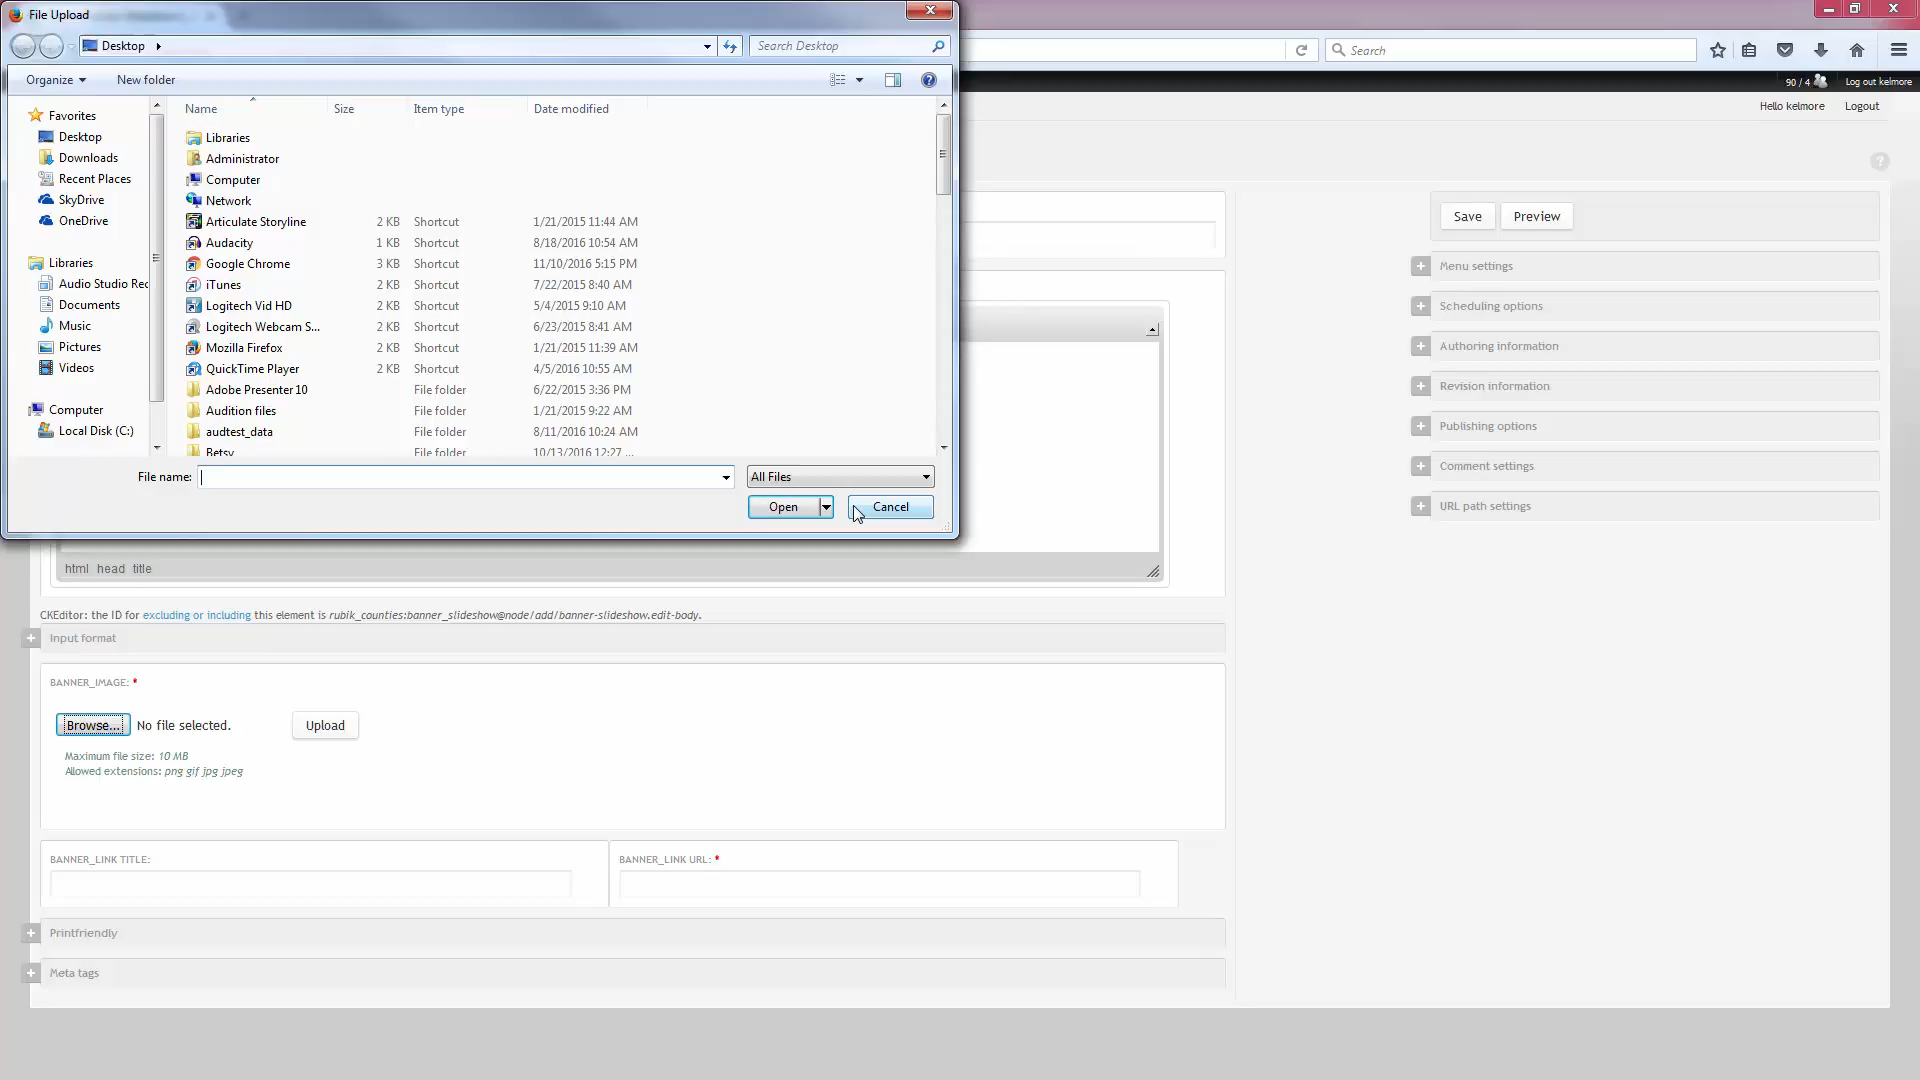 File Upload
Desktop
Search Desktop
Search
Organize
New folder
90 / 4
Log out kelmore
Hello kelmore
Logout
Favorites
Desktop
Downloads
Recent Places
SkyDrive
OneDrive
Libraries
Audio Studio Rec
Documents
Music
Pictures
Videos
Computer
Local Disk (C:)
Name Size Item type Date modified
Libraries
Administrator
Computer
Network
Articulate Storyline 2 KB Shortcut 1/21/2015 11:44 AM
Audacity 1 KB Shortcut 8/18/2016 10:54 AM
Google Chrome 3 KB Shortcut 11/10/2016 5:15 PM
iTunes 2 KB Shortcut 7/22/2015 8:40 AM
Logitech Vid HD 2 KB Shortcut 5/4/2015 9:10 AM
Logitech Webcam S... 2 KB Shortcut 6/23/2015 8:41 AM
Mozilla Firefox 2 KB Shortcut 1/21/2015 11:39 AM
QuickTime Player 2 KB Shortcut 4/5/2016 10:55 AM
Adobe Presenter 10 File folder 6/22/2015 3:36 PM
Audition files File folder 1/21/2015 9:22 AM
audtest_data File folder 8/11/2016 10:24 AM
Betsy File folder 10/13/2016 12:27 ...
File name:
All Files
Open
Cancel
Save
Preview
Menu settings
Scheduling options
Authoring information
Revision information
Publishing options
Comment settings
URL path settings
html head title
CKEditor: the ID for excluding or including this element is rubik_counties:banner_slideshow@node/add/banner-slideshow.edit-body.
Input format
BANNER_IMAGE: *
Browse... No file selected.
Upload
Maximum file size: 10 MB
Allowed extensions: png gif jpg jpeg
BANNER_LINK TITLE:
BANNER_LINK URL: *
Printfriendly
Meta tags